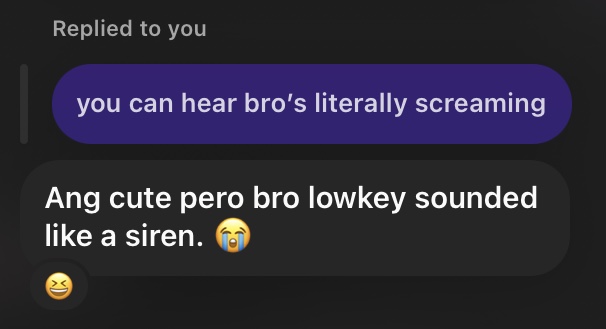 Replied to you
you can hear bro's literally screaming
Ang cute pero bro lowkey sounded
like a siren. 😭
😆